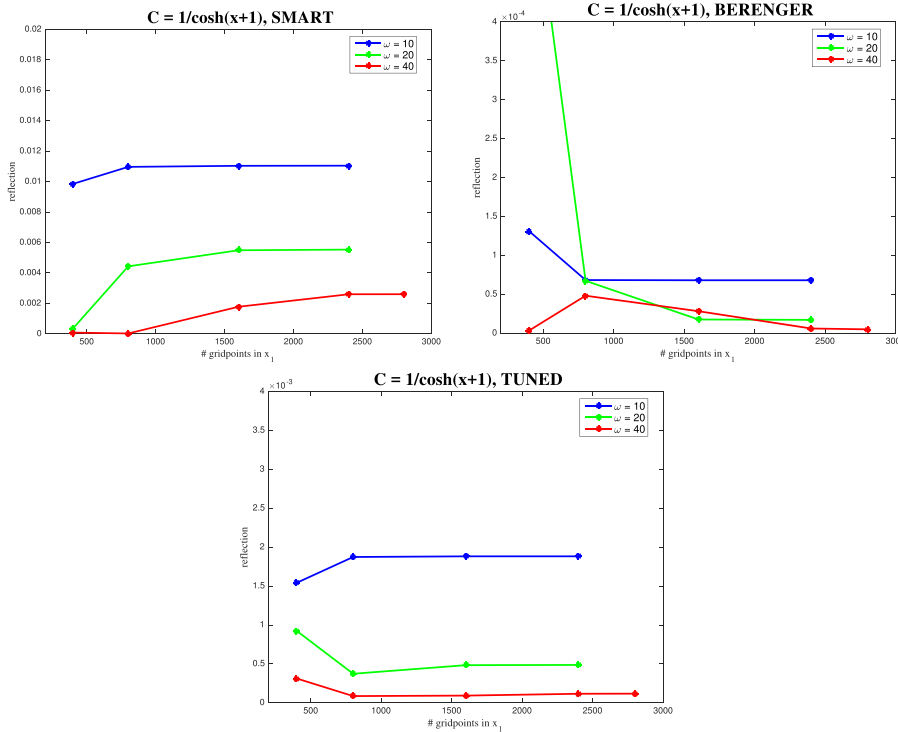 C = 1/cosh(x+1), SMART
0.02
0.018
0.016
0.014
0.012
0.01
0.008
0.006
0.004
0.002
0
reflection
500
1000
1500
2000
2500
3000
# gridpoints in x_1
ω = 10
ω = 20
ω = 40
C = 1/cosh(x+1), BERENGER
×10^-4
4
3.5
3
2.5
2
1.5
1
0.5
0
reflection
500
1000
1500
2000
2500
3000
# gridpoints in x_1
ω = 10
ω = 20
ω = 40
C = 1/cosh(x+1), TUNED
×10^-3
4
3.5
3
2.5
2
1.5
1
0.5
0
reflection
500
1000
1500
2000
2500
3000
# gridpoints in x_1
ω = 10
ω = 20
ω = 40